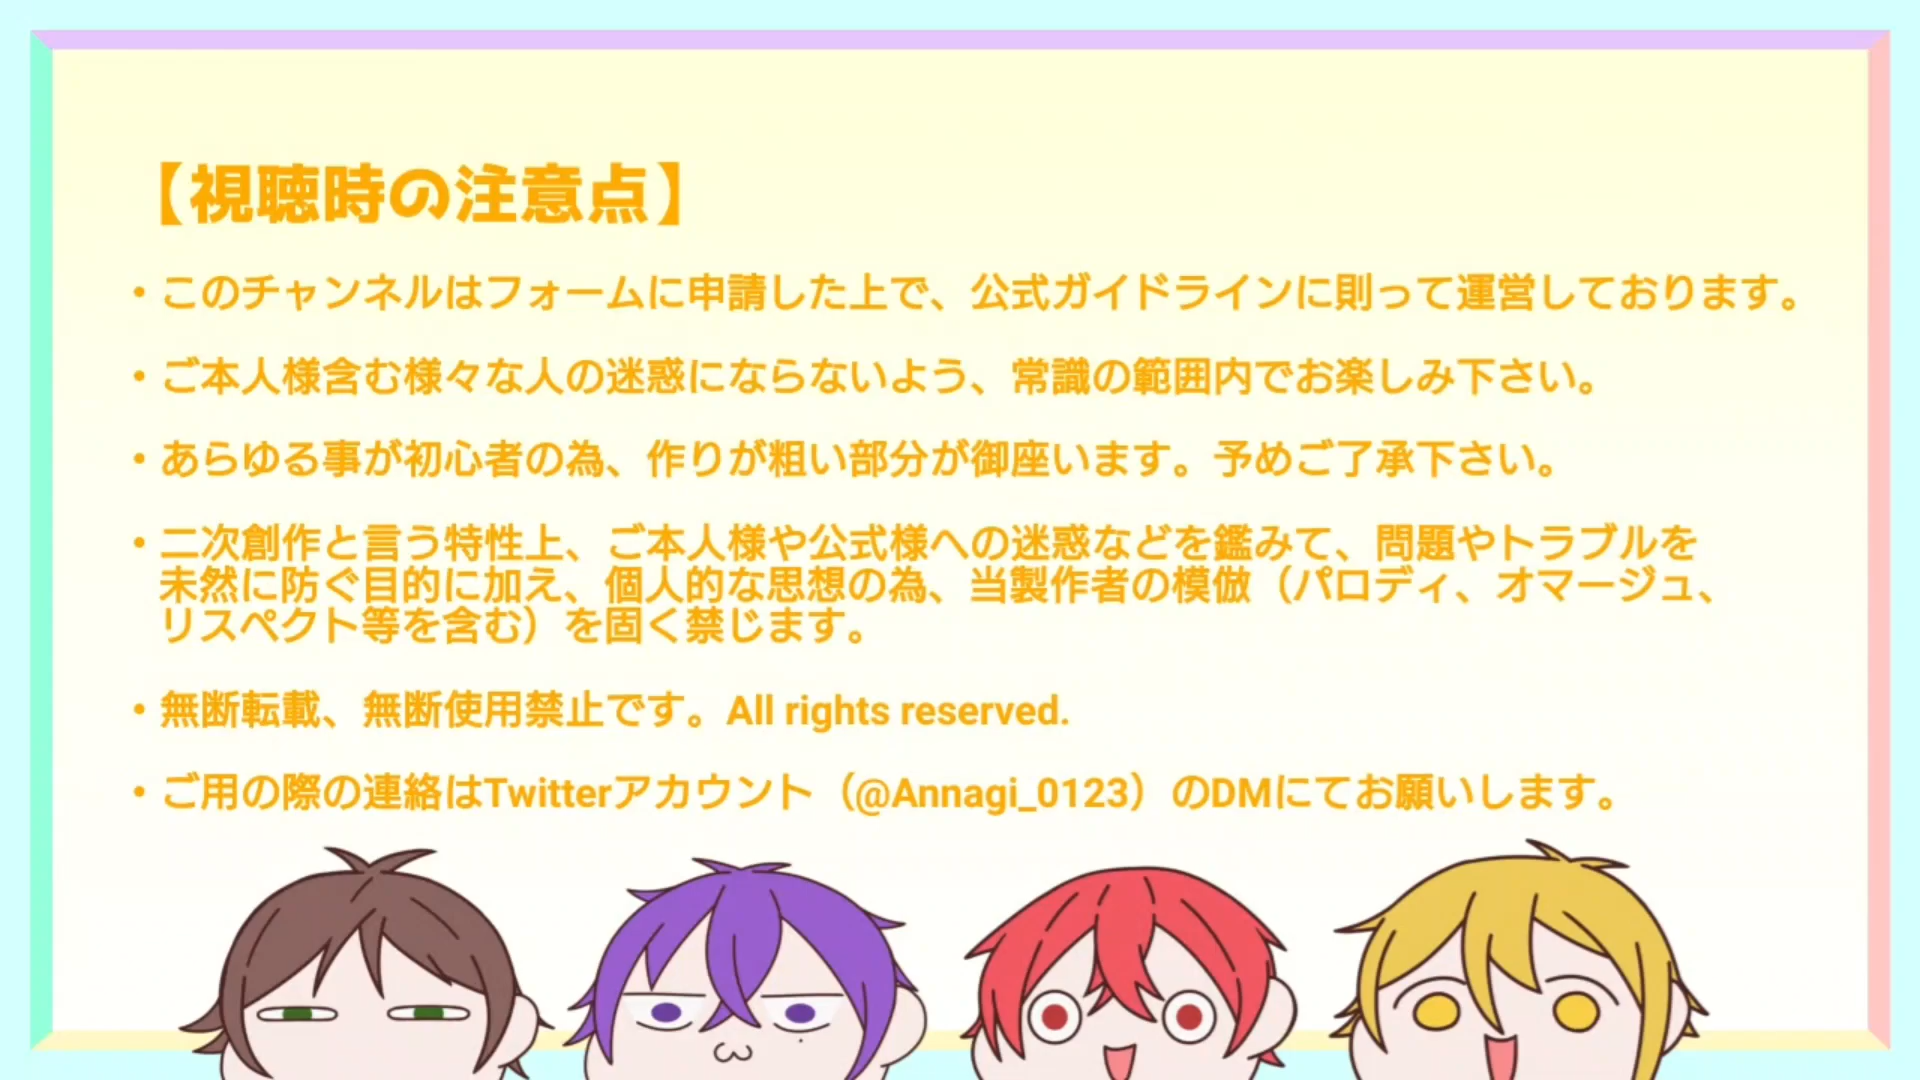 【視聴時の注意点】
・このチャンネルはフォームに申請した上で、公式ガイドラインに則って運営しております。
・ご本人様含む様々な人の迷惑にならないよう、常識の範囲内でお楽しみ下さい。
・あらゆる事が初心者の為、作りが粗い部分が御座います。予めご了承下さい。
・二次創作と言う特性上、ご本人様や公式様への迷惑などを鑑みて、問題やトラブルを
未然に防ぐ目的に加え、個人的な思想の為、当製作者の模倣（パロディ、オマージュ、
リスペクト等を含む）を固く禁じます。
・無断転載、無断使用禁止です。All rights reserved.
・ご用の際の連絡はTwitterアカウント（@Annagi_0123）のDMにてお願いします。